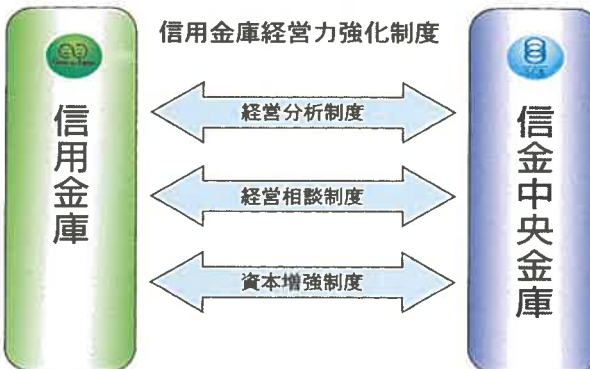 信用金庫経営力強化制度
信用金庫
経営分析制度
経営相談制度
資本増強制度
信金中央金庫